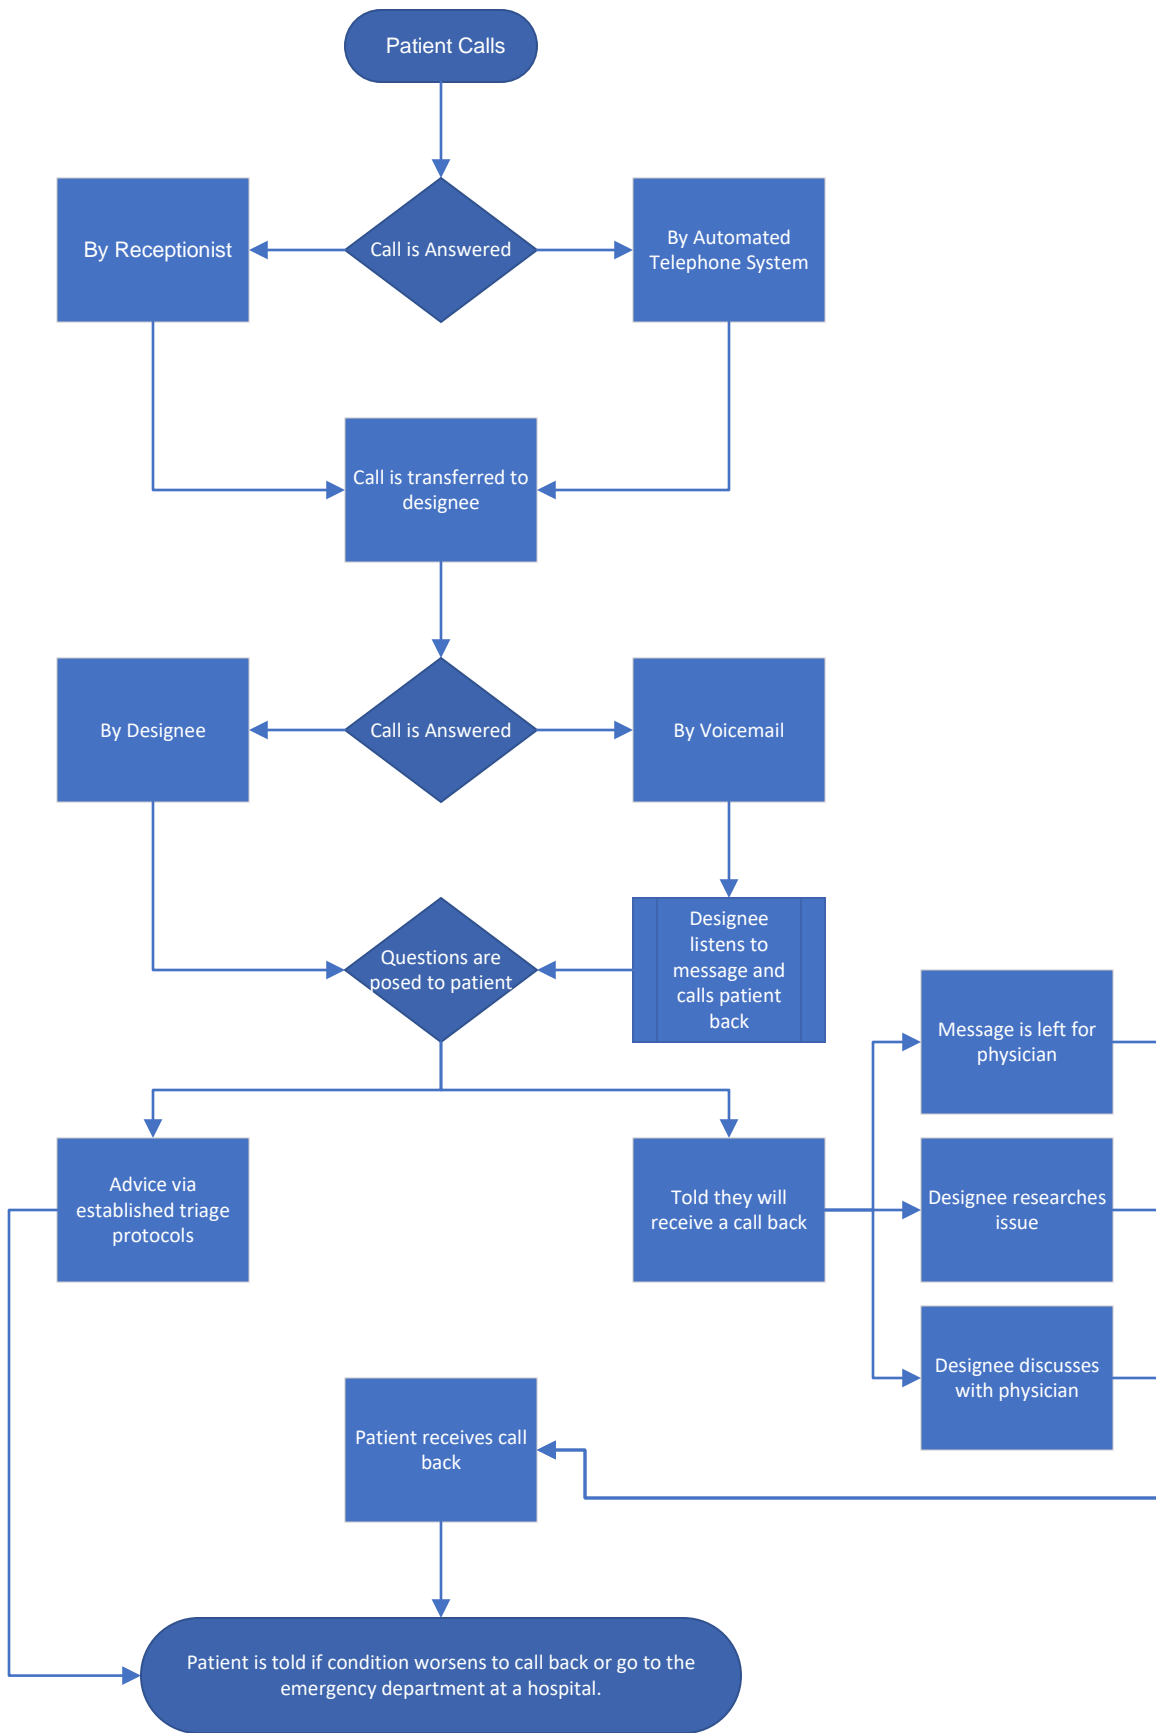 Patient Calls
By Receptionist
Call is Answered
By Automated
Telephone System
Call is transferred to
designee
By Designee
Call is Answered
By Voicemail
Questions are
posed to patient
Designee
listens to
message and
calls patient
back
Message is left for
physician
Advice via
established triage
protocols
Told they will
receive a call back
Designee researches
issue
Designee discusses
with physician
Patient receives call
back
Patient is told if condition worsens to call back or go to the
emergency department at a hospital.